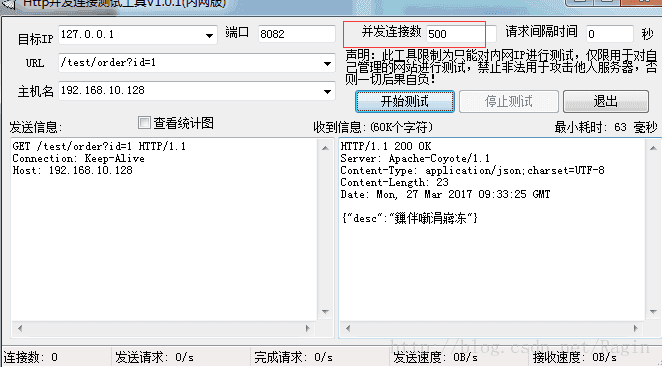 Http并发连接测试工具V1.0.1(内网版)
目标IP 127.0.0.1 端口 8082 并发连接数 500 请求间隔时间 0 秒
声明：此工具限制为只能对内网IP进行测试，仅限用于对自
己管理的网站进行测试，禁止非法用于攻击他人服务器，否
则一切后果自负！
URL /test/order?id=1
主机名 192.168.10.128
开始测试 停止测试 退出
发送信息: 查看统计图 收到信息:(60K个字符) 最小耗时: 63 毫秒
GET /test/order?id=1 HTTP/1.1
Connection: Keep-Alive
Host: 192.168.10.128
HTTP/1.1 200 OK
Server: Apache-Coyote/1.1
Content-Type: application/json;charset=UTF-8
Content-Length: 23
Date: Mon, 27 Mar 2017 09:33:25 GMT
{"desc":"
http://blog.csdn.net/Ragin
连接数: 0 发送请求: 0/s 完成请求: 0/s 发送速度: 0B/s 接收速度: 0B/s